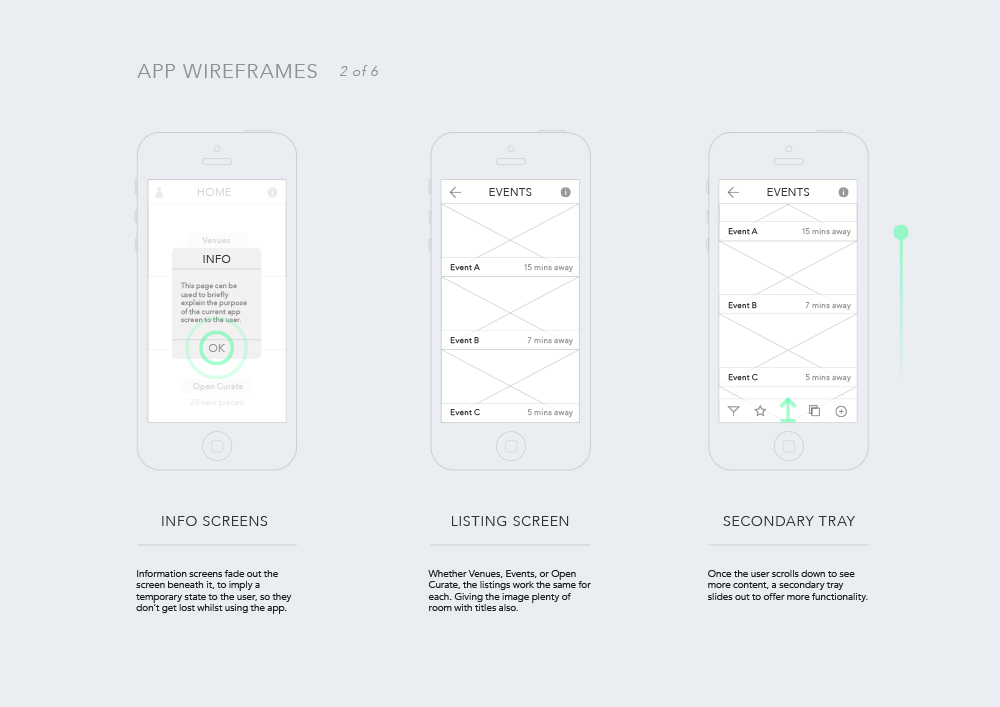 APP WIREFRAMES 2 of 6
HOME
Venues
INFO
This page can be
used to briefly
explain the purpose
of the current app
screen to the user.
OK
Open Curate
23 new pieces
EVENTS
Event A 15 mins away
Event B 7 mins away
Event C 5 mins away
EVENTS
Event A 15 mins away
Event B 7 mins away
Event C 5 mins away
INFO SCREENS
Information screens fade out the
screen beneath it, to imply a
temporary state to the user, so they
don't get lost whilst using the app.
LISTING SCREEN
Whether Venues, Events, or Open
Curate, the listings work the same for
each. Giving the image plenty of
room with titles also.
SECONDARY TRAY
Once the user scrolls down to see
more content, a secondary tray
slides out to offer more functionality.